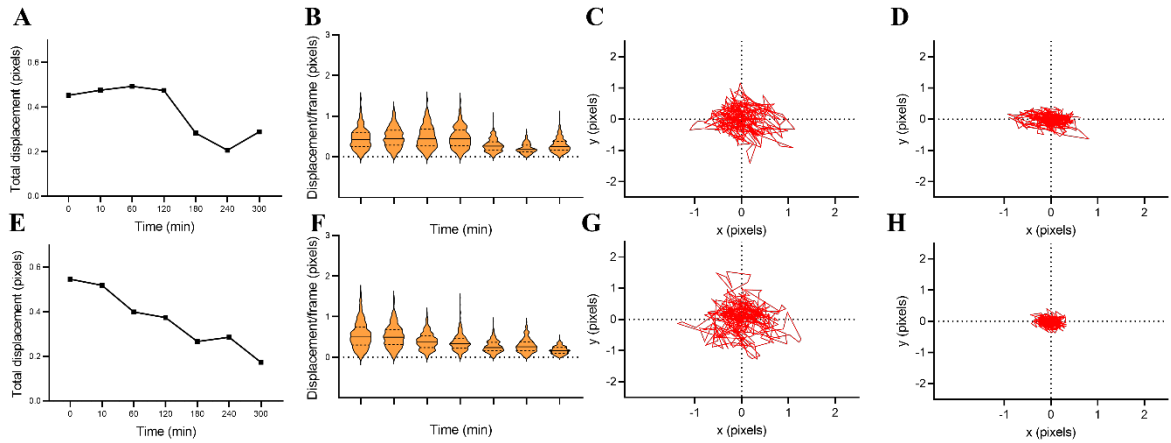 A
Total displacement (pixels)
0.6
0.4
0.2
0.0
0 10 60 120 180 240 300
Time (min)
B
Displacement/frame (pixels)
3
2
1
0
Time (min)
C
y (pixels)
2
1
0
-1
-2
-1 0 1 2
x (pixels)
D
y (pixels)
2
1
0
-1
-2
-1 0 1 2
x (pixels)
E
Total displacement (pixels)
0.6
0.4
0.2
0.0
0 10 60 120 180 240 300
Time (min)
F
Displacement/frame (pixels)
3
2
1
0
Time (min)
G
y (pixels)
2
1
0
-1
-2
-1 0 1 2
x (pixels)
H
y (pixels)
2
1
0
-1
-2
-1 0 1 2
x (pixels)